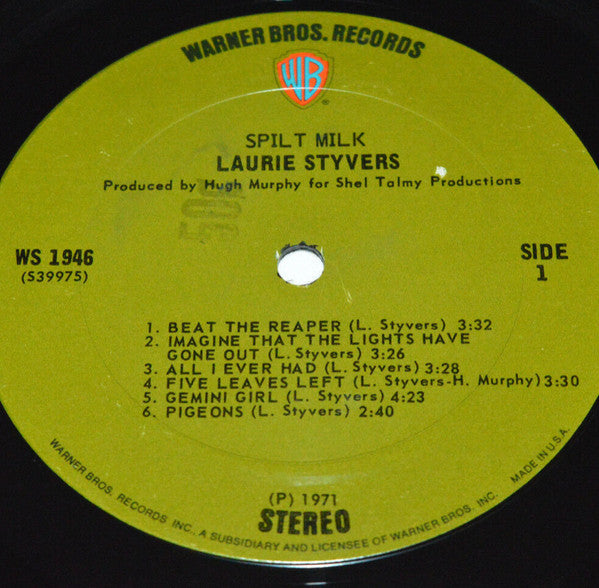 WARNER BROS. RECORDS
WB
®
SPILT MILK
LAURIE STYVERS
Produced by Hugh Murphy for Shel Talmy Productions
WS 1946
(S39975)
SIDE
1
1. BEAT THE REAPER (L. Styvers) 3:32
2. IMAGINE THAT THE LIGHTS HAVE
GONE OUT (L. Styvers) 3:26
3. ALL I EVER HAD (L. Styvers) 3:28
4. FIVE LEAVES LEFT (L. Styvers-H. Murphy) 3:30
5. GEMINI GIRL (L. Styvers) 4:23
6. PIGEONS (L. Styvers) 2:40
(P) 1971
STEREO
WARNER BROS. RECORDS INC., A SUBSIDIARY AND LICENSEE OF WARNER BROS. INC. MADE IN U.S.A.